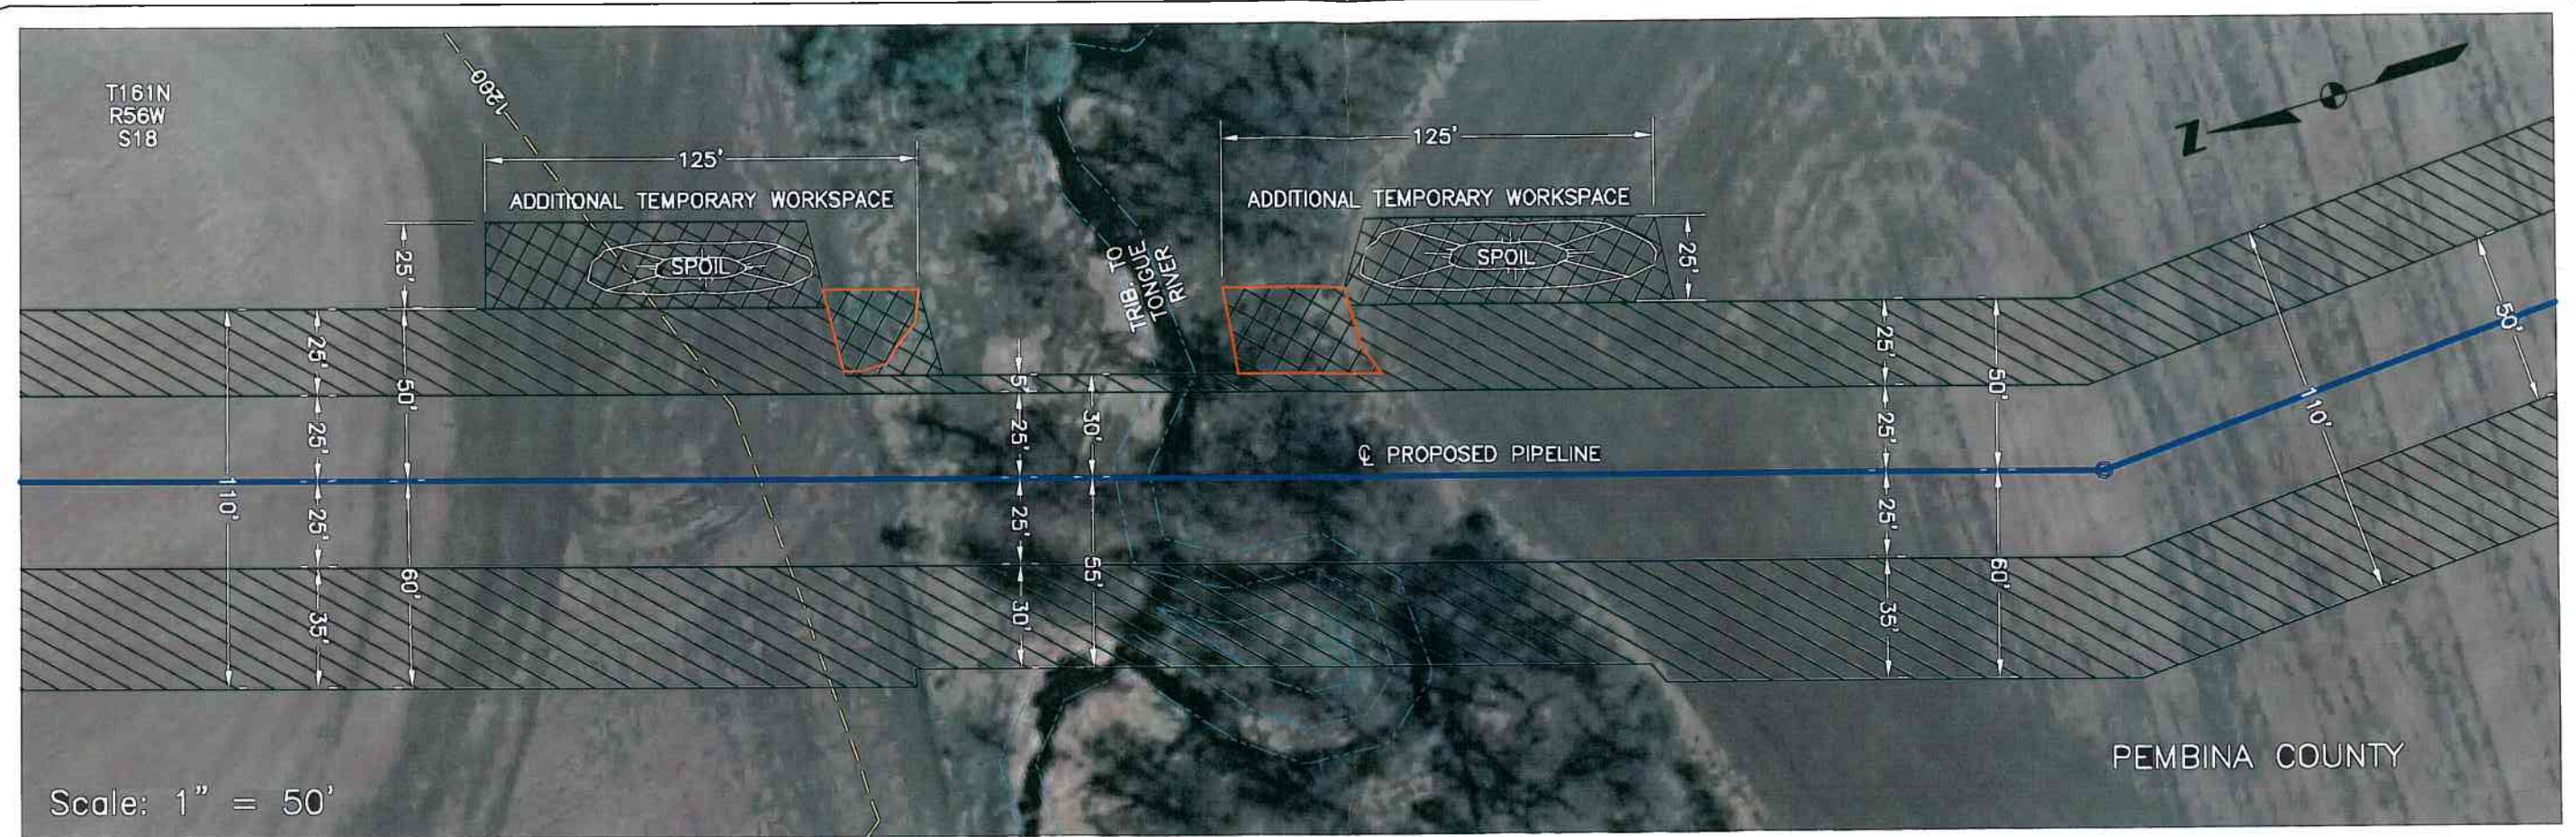 T161N
R56W
S18
1200
125'
125'
Z
ADDITIONAL TEMPORARY WORKSPACE
ADDITIONAL TEMPORARY WORKSPACE
25'
SPOIL
TRIB. TO
TONGUE
RIVER
SPOIL
25'
25'
50'
5'
30'
25'
25'
25'
50'
25'
110'
50'
℄ PROPOSED PIPELINE
110'
25'
60'
35'
25'
55'
30'
25'
60'
35'
PEMBINA COUNTY
Scale: 1" = 50'